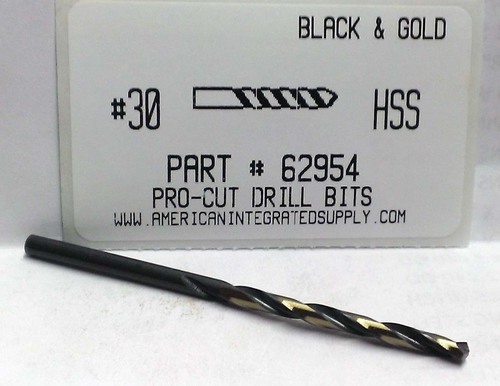 BLACK & GOLD
#30 HSS
PART # 62954
PRO-CUT DRILL BITS
WWW.AMERICANINTEGRATEDSUPPLY.COM